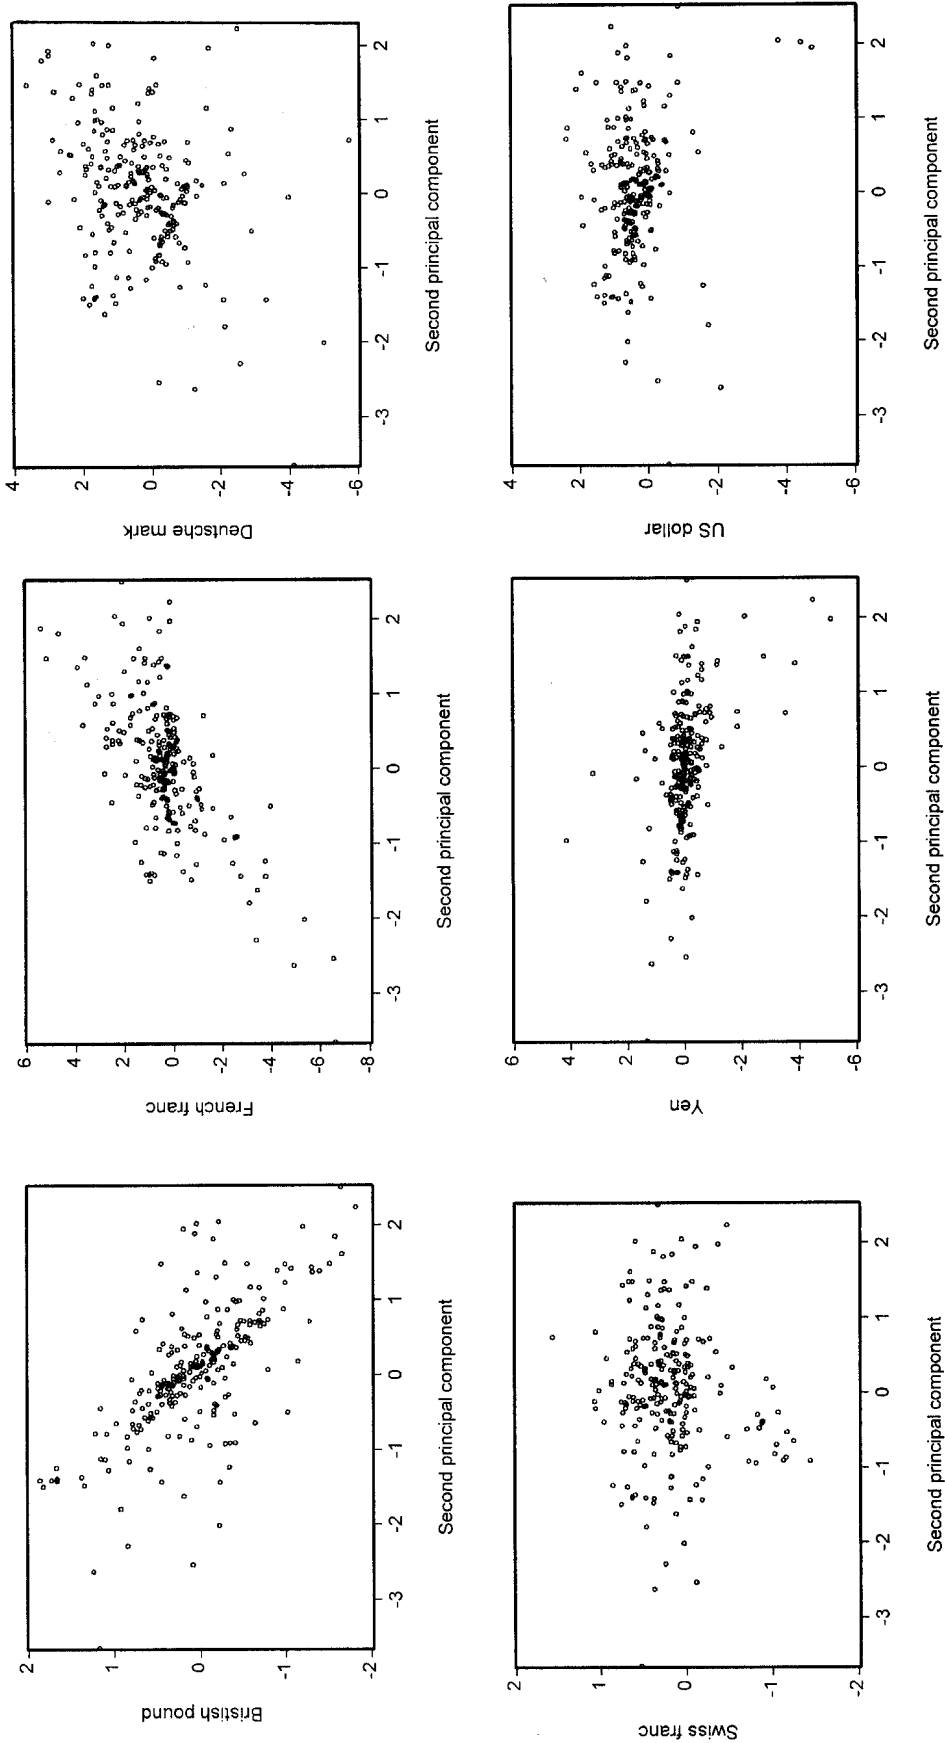 Bristish pound
2
1
0
-1
-2
-3 -2 -1 0 1 2
Second principal component
French franc
6
4
2
0
-2
-4
-6
-8
-3 -2 -1 0 1 2
Second principal component
Deutsche mark
4
2
0
-2
-4
-6
-3 -2 -1 0 1 2
Second principal component
Swiss franc
2
1
0
-1
-2
-3 -2 -1 0 1 2
Second principal component
Yen
6
4
2
0
-2
-4
-6
-3 -2 -1 0 1 2
Second principal component
US dollar
4
2
0
-2
-4
-6
-3 -2 -1 0 1 2
Second principal component